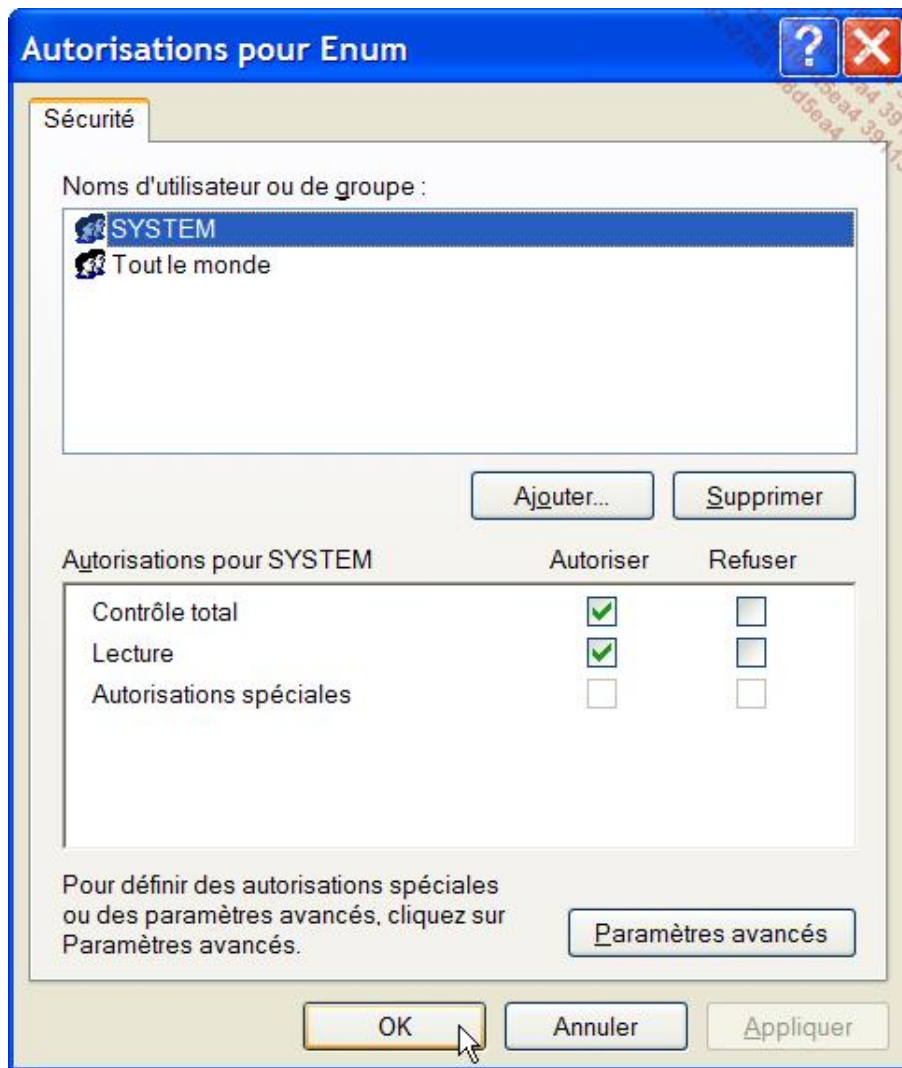 Autorisations pour Enum
Sécurité
Noms d'utilisateur ou de groupe :
SYSTEM
Tout le monde
Ajouter...
Supprimer
Autorisations pour SYSTEM
Autoriser
Refuser
Contrôle total
Lecture
Autorisations spéciales
Pour définir des autorisations spéciales
ou des paramètres avancés, cliquez sur
Paramètres avancés.
Paramètres avancés
OK
Annuler
Appliquer